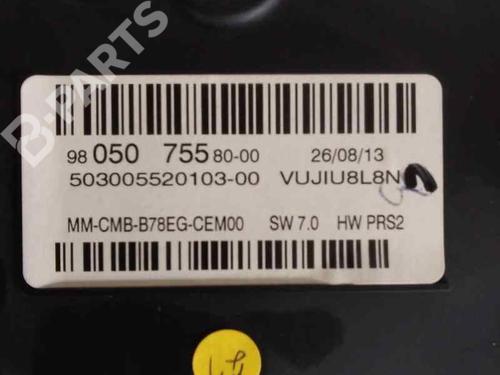 B-PARTS
98 050 755 80-00 26/08/13
503005520103-00 VUJIU8L8N
MM-CMB-B78EG-CEM00 SW 7.0 HW PRS2